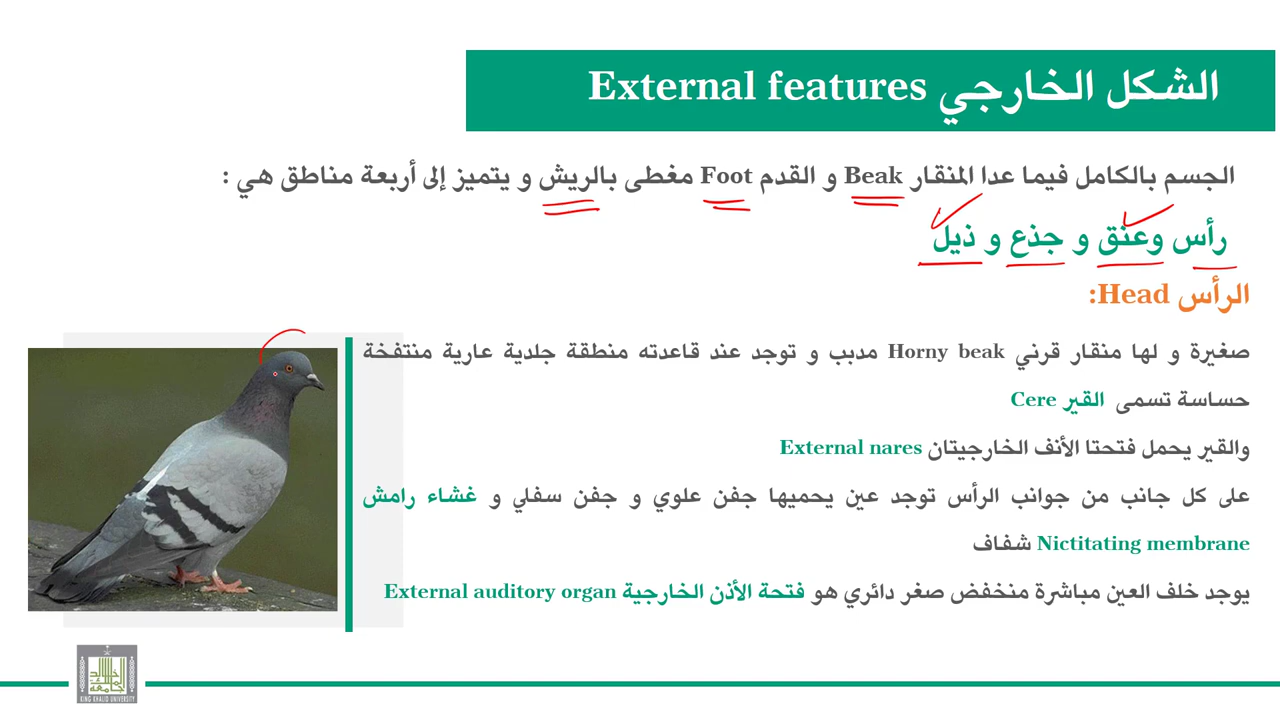 الشكل الخارجي External features
الجسم بالكامل فيما عدا المنقار Beak و القدم Foot مغطى بالريش و يتميز إلى أربعة مناطق هي :
رأس وعنق و جذع و ذيل
الرأس Head:
صغيرة و لها منقار قرني Horny beak مدبب و توجد عند قاعدته منطقة جلدية عارية منتفخة
حساسة تسمى القير Cere
والقير يحمل فتحتا الأنف الخارجيتان External nares
على كل جانب من جوانب الرأس توجد عين يحميها جفن علوي و جفن سفلي و غشاء رامش
Nictitating membrane شفاف
يوجد خلف العين مباشرة منخفض صغر دائري هو فتحة الأذن الخارجية External auditory organ
KING KHALID UNIVERSITY